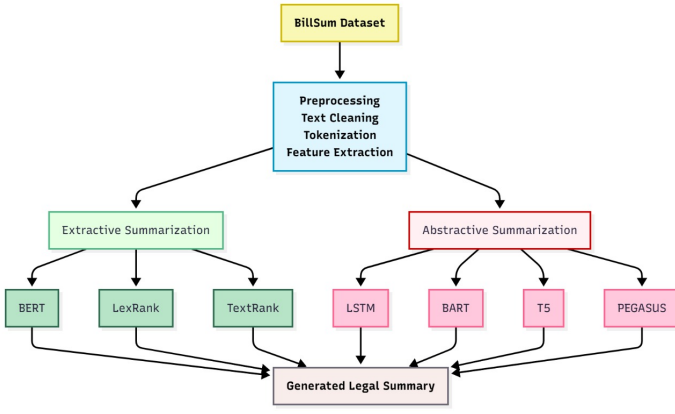 BillSum Dataset
Preprocessing
Text Cleaning
Tokenization
Feature Extraction
Extractive Summarization
Abstractive Summarization
BERT
LexRank
TextRank
LSTM
BART
T5
PEGASUS
Generated Legal Summary